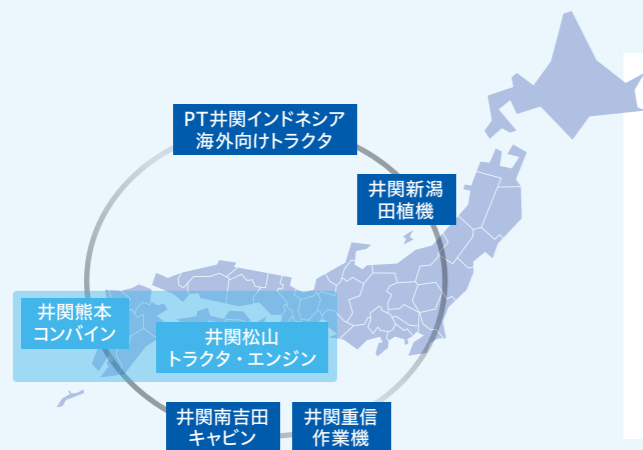 PT井関インドネシア
海外向けトラクタ
井関新潟
田植機
井関熊本
コンバイン
井関松山
トラクタ・エンジン
井関南吉田
キャビン
井関重信
作業機